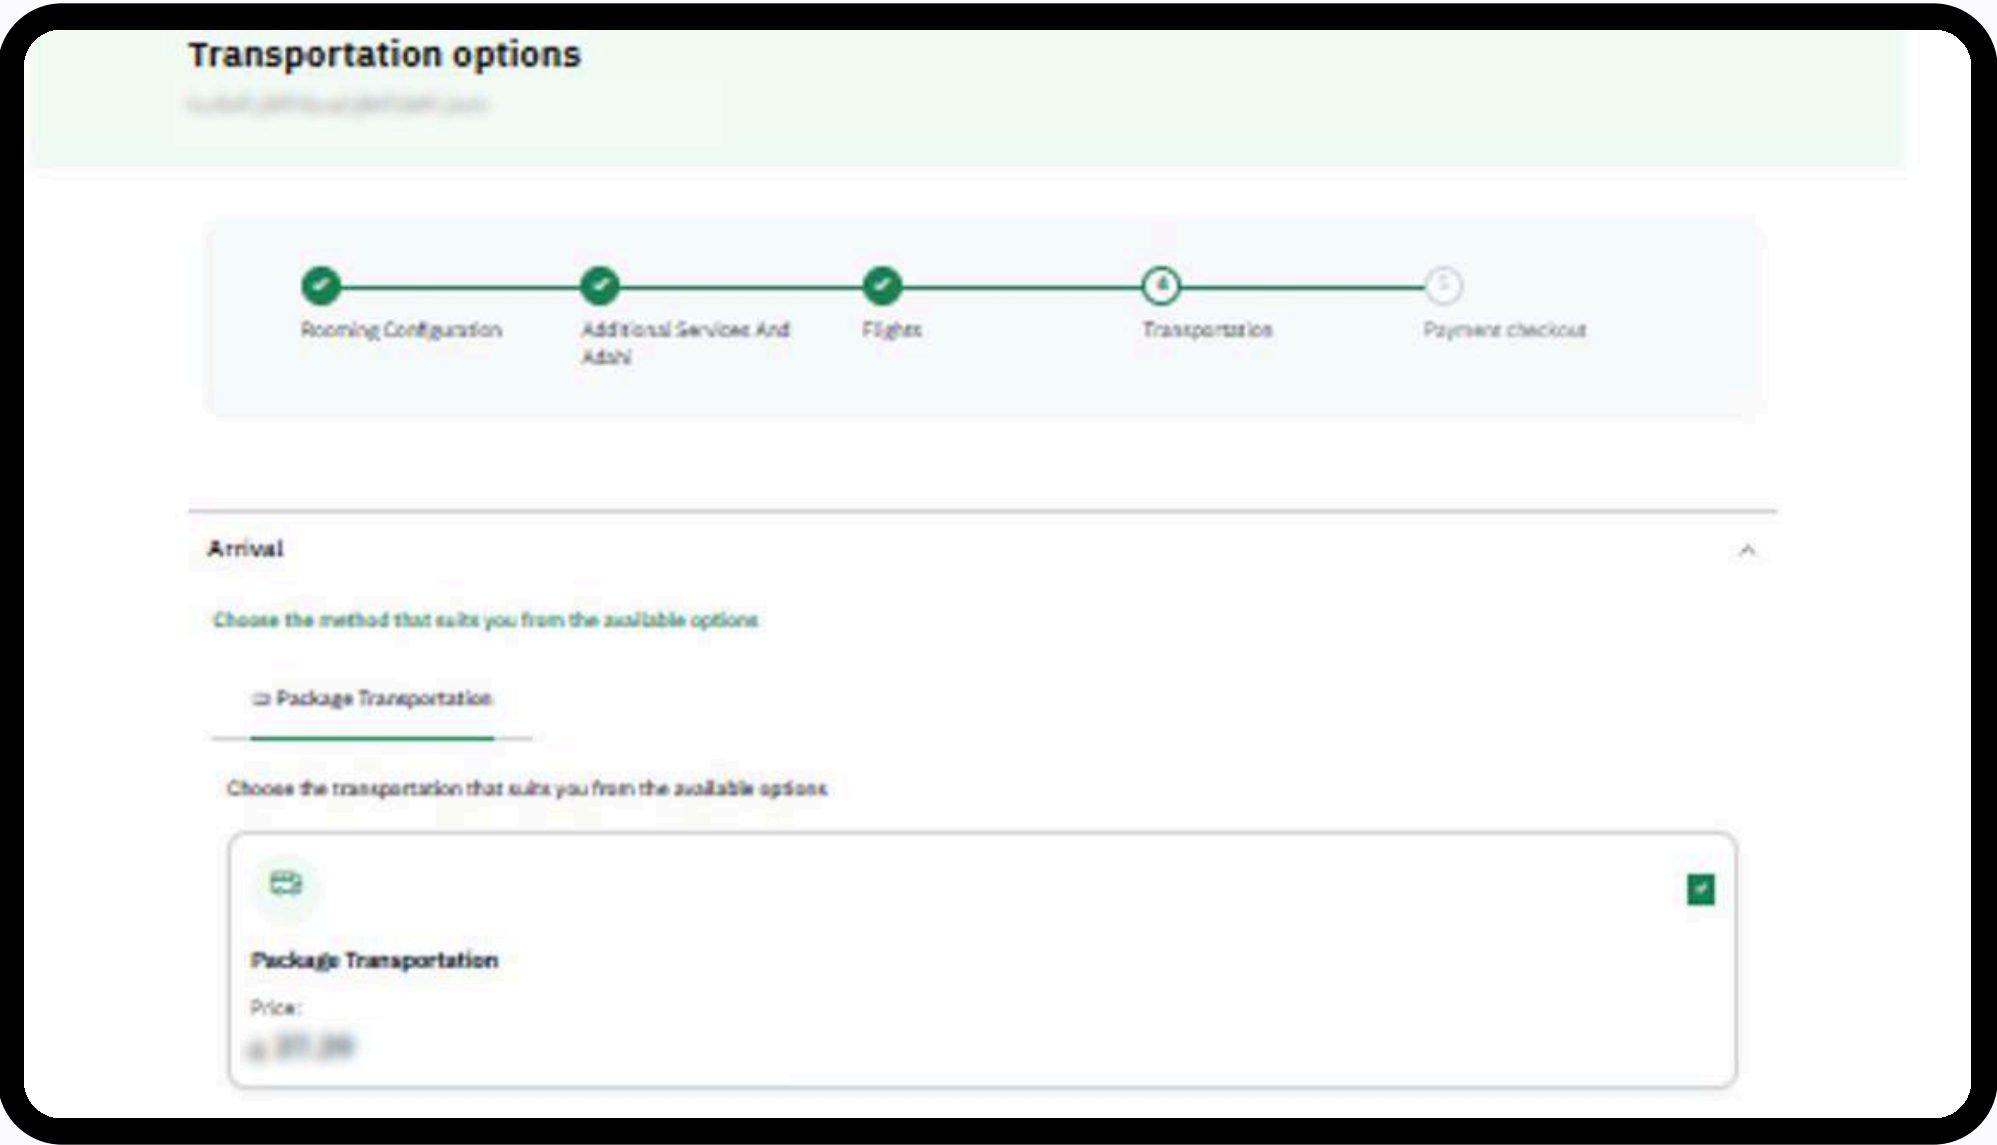 Transportation options
4
5
Rooming Configuration
Additional Services And
Adahi
Flights
Transportation
Payment checkout
Arrival
Choose the method that suits you from the available options
Package Transportation
Choose the transportation that suits you from the available options
Package Transportation
Price: